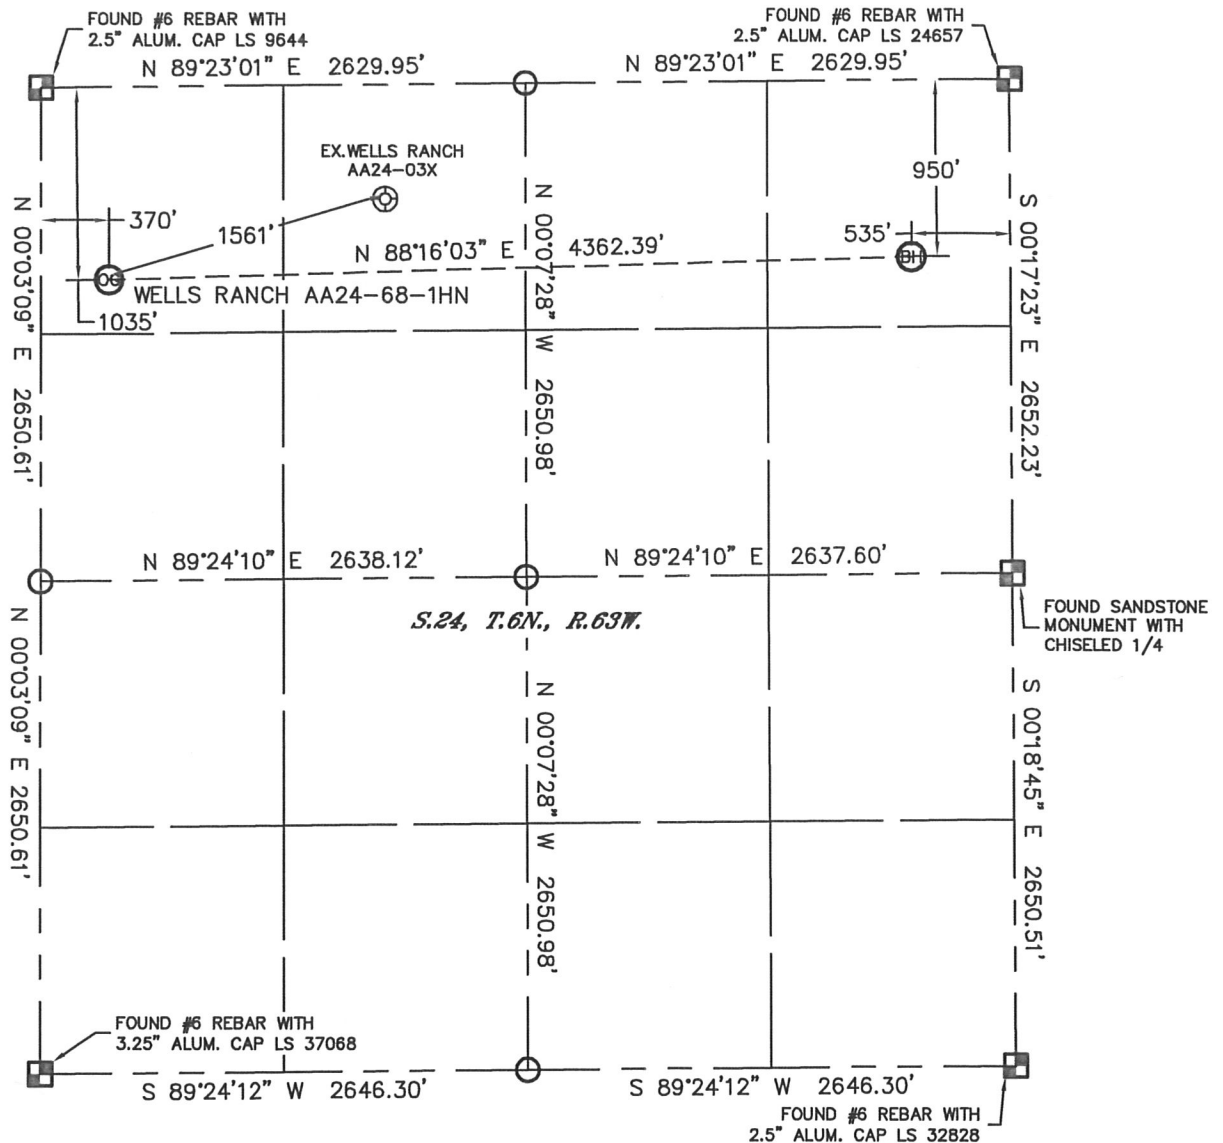 FOUND #6 REBAR WITH
2.5" ALUM. CAP LS 9644
FOUND #6 REBAR WITH
2.5" ALUM. CAP LS 24657
N 89°23'01" E 2629.95'
N 89°23'01" E 2629.95'
EX.WELLS RANCH
AA24-03X
950'
370'
1561'
535'
N 88°16'03" E 4362.39'
OG
BH
WELLS RANCH AA24-68-1HN
1035'
N 00°03'09" E 2650.61'
N 00°07'28" W 2650.98'
S 00°17'23" E 2652.23'
N 89°24'10" E 2638.12'
N 89°24'10" E 2637.60'
S.24, T.6N., R.63W.
FOUND SANDSTONE
MONUMENT WITH
CHISELED 1/4
N 00°03'09" E 2650.61'
N 00°07'28" W 2650.98'
S 00°18'45" E 2650.51'
FOUND #6 REBAR WITH
3.25" ALUM. CAP LS 37068
S 89°24'12" W 2646.30'
S 89°24'12" W 2646.30'
FOUND #6 REBAR WITH
2.5" ALUM. CAP LS 32828